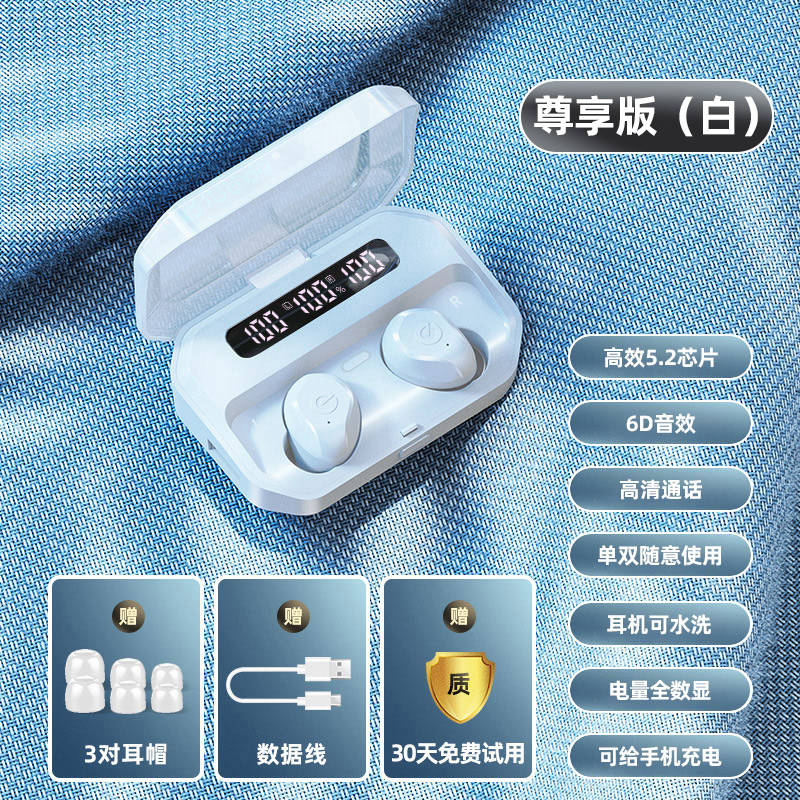 尊享版（白）
100 L 100% R 100
R
高效5.2芯片
6D音效
高清通话
单双随意使用
耳机可水洗
电量全数显
可给手机充电
赠
3对耳帽
赠
数据线
赠
质
30天免费试用